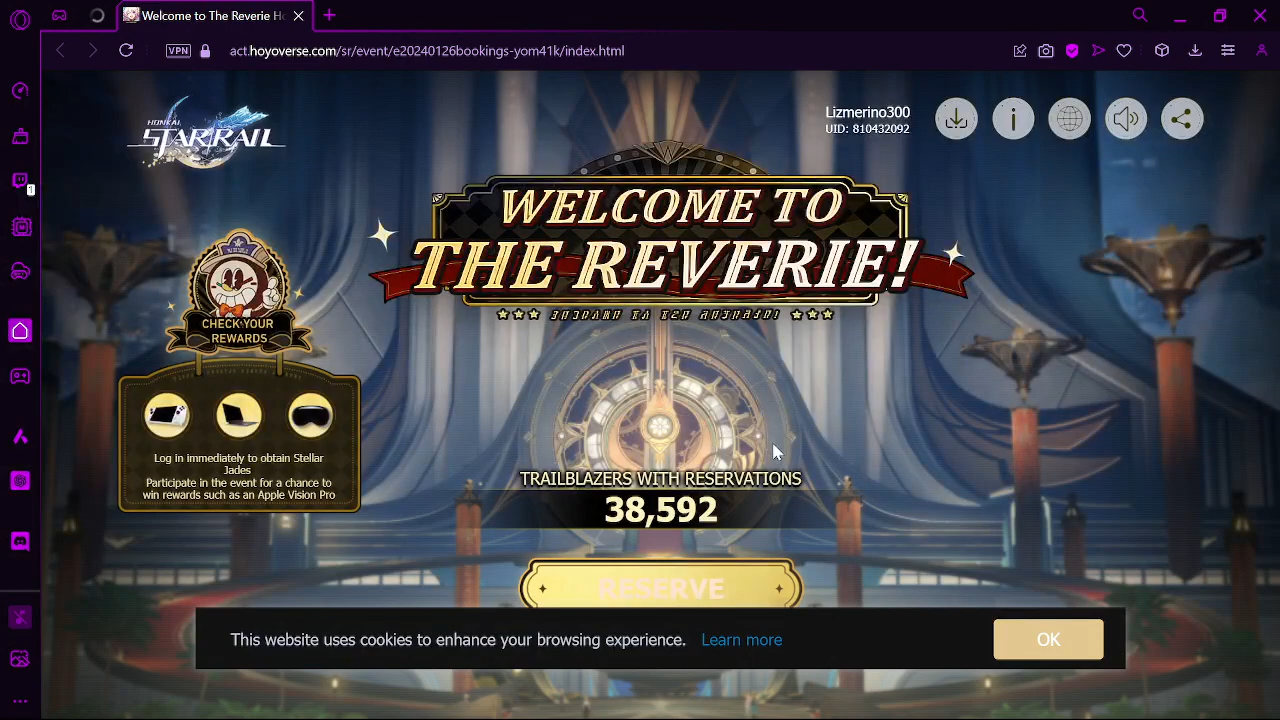 Welcome to The Reverie Ho
VPN
act.hoyoverse.com/sr/event/e20240126bookings-yom41k/index.html
1
HONKAI
STAR RAIL
Lizmerino300
UID: 810432092
WELCOME TO
THE REVERIE!
CHECK YOUR
REWARDS
Log in immediately to obtain Stellar
Jades
Participate in the event for a chance to
win rewards such as an Apple Vision Pro
TRAILBLAZERS WITH RESERVATIONS
38,592
RESERVE
This website uses cookies to enhance your browsing experience. Learn more
OK